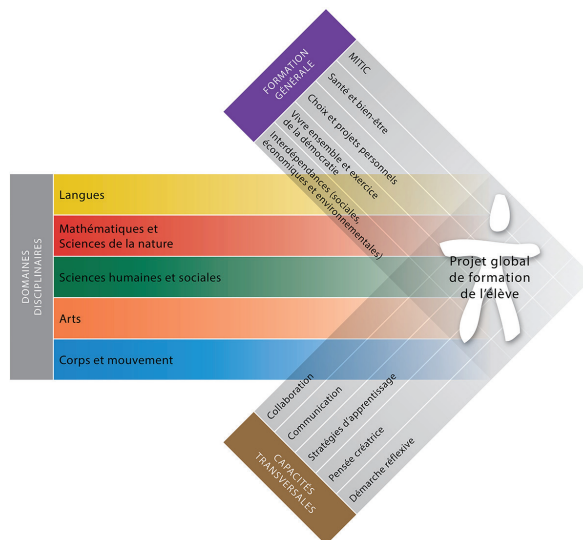 FORMATION
GÉNÉRALE
MITIC
Santé et bien-être
Choix et projets personnels
Vivre ensemble et exercice
de la démocratie
Interdépendances (sociales,
économiques et environnementales)
DOMAINES
DISCIPLINAIRES
Langues
Mathématiques et
Sciences de la nature
Sciences humaines et sociales
Arts
Corps et mouvement
Projet global
de formation
de l'élève
Collaboration
Communication
Stratégies d'apprentissage
Pensée créatrice
Démarche réflexive
CAPACITÉS
TRANSVERSALES